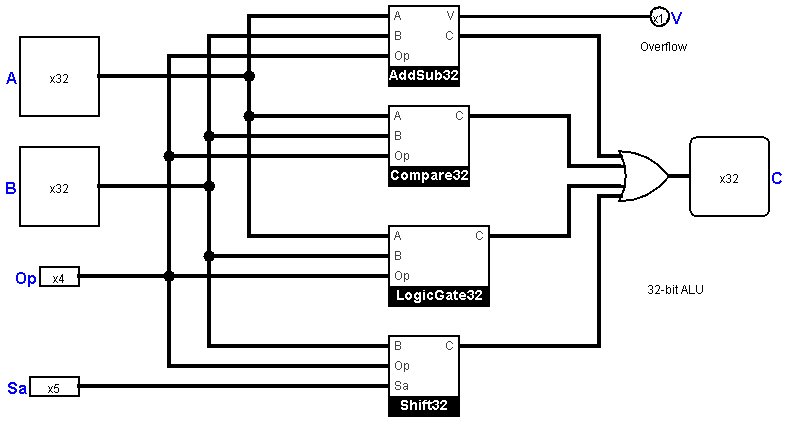 A
x32
B
x32
Op
x4
Sa
x5
A V
B C
Op
AddSub32
A C
B
Op
Compare32
A C
B
Op
LogicGate32
B C
Op
Sa
Shift32
x1 V
Overflow
x32 C
32-bit ALU